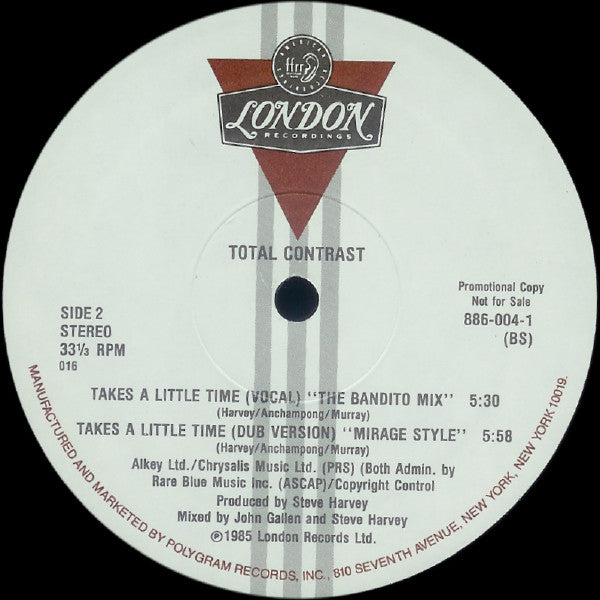 ffrr
LONDON
RECORDINGS
TOTAL CONTRAST
SIDE 2
STEREO
33⅓ RPM
016
Promotional Copy
Not for Sale
886-004-1
(BS)
TAKES A LITTLE TIME (VOCAL) "THE BANDITO MIX" 5:30
(Harvey/Anchampong/Murray)
TAKES A LITTLE TIME (DUB VERSION) "MIRAGE STYLE" 5:58
(Harvey/Anchampong/Murray)
Alkey Ltd./Chrysalis Music Ltd. (PRS) (Both Admin. by
Rare Blue Music Inc. (ASCAP)/Copyright Control
Produced by Steve Harvey
Mixed by John Gallen and Steve Harvey
℗1985 London Records Ltd.
MANUFACTURED AND MARKETED BY POLYGRAM RECORDS, INC., 810 SEVENTH AVENUE, NEW YORK, NEW YORK 10019.